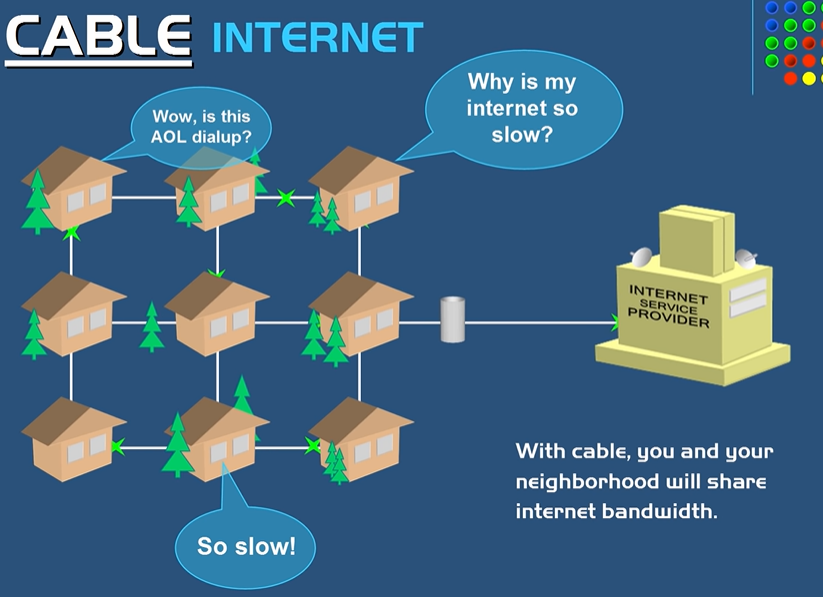 CABLE INTERNET
Wow, is this
AOL dialup?
Why is my
internet so
slow?
INTERNET
SERVICE
PROVIDER
With cable, you and your
neighborhood will share
internet bandwidth.
So slow!